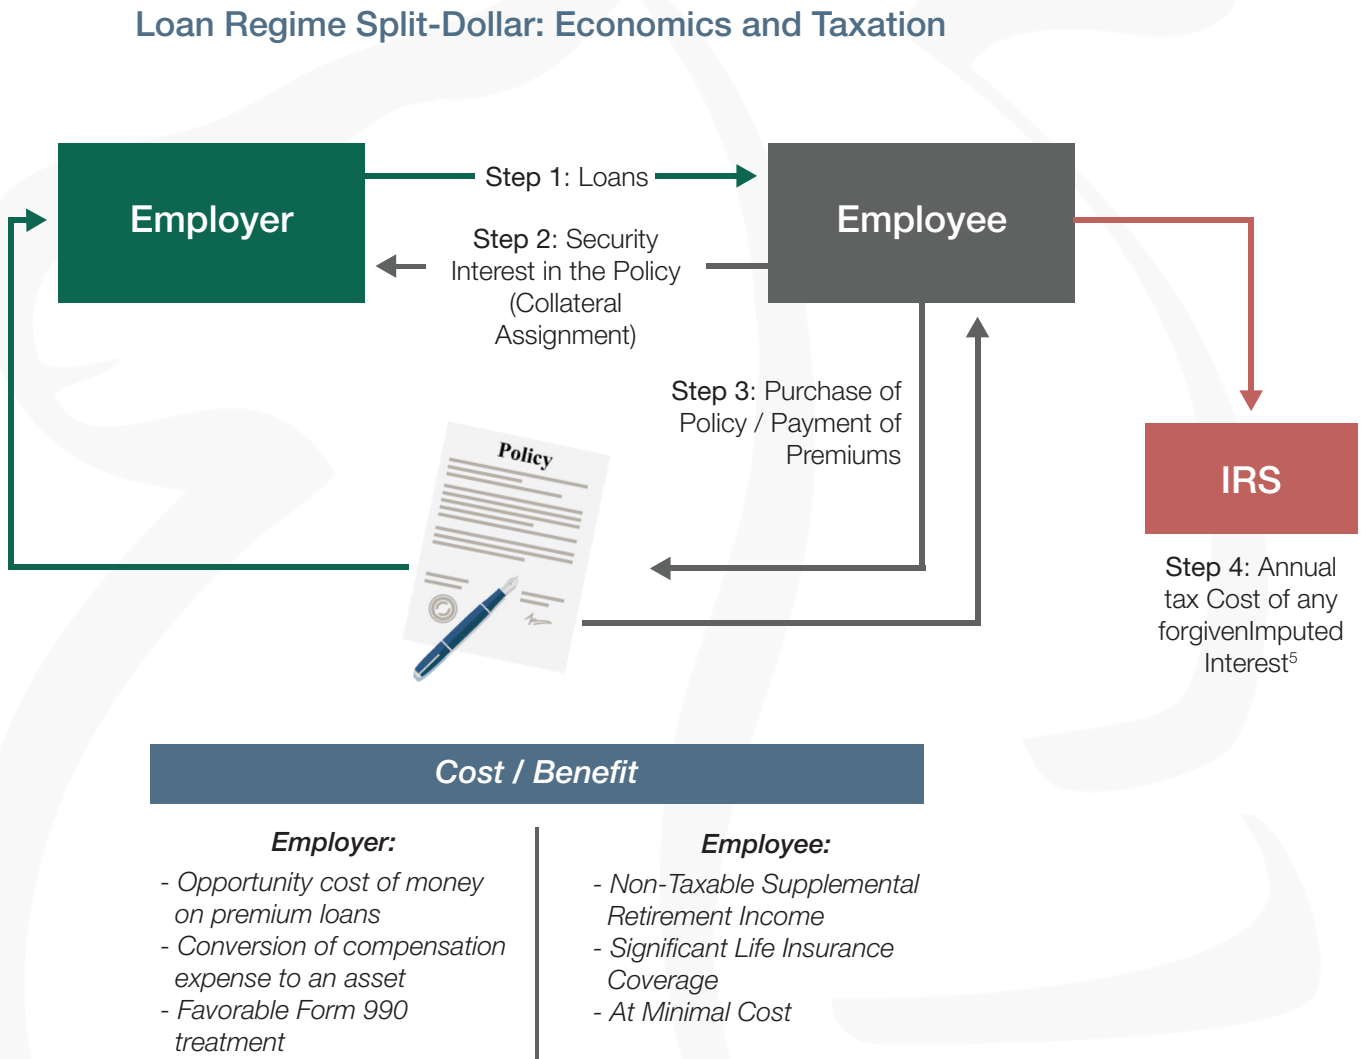 Loan Regime Split-Dollar: Economics and Taxation
Employer
Step 1: Loans
Employee
Step 2: Security
Interest in the Policy
(Collateral
Assignment)
Step 3: Purchase of
Policy / Payment of
Premiums
Policy
IRS
Step 4: Annual
tax Cost of any
forgivenImputed
Interest⁵
Cost / Benefit
Employer:
- Opportunity cost of money
on premium loans
- Conversion of compensation
expense to an asset
- Favorable Form 990
treatment
Employee:
- Non-Taxable Supplemental
Retirement Income
- Significant Life Insurance
Coverage
- At Minimal Cost